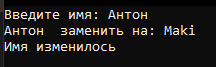 Введите имя: Антон
Антон  заменить на: Maki
Имя изменилось